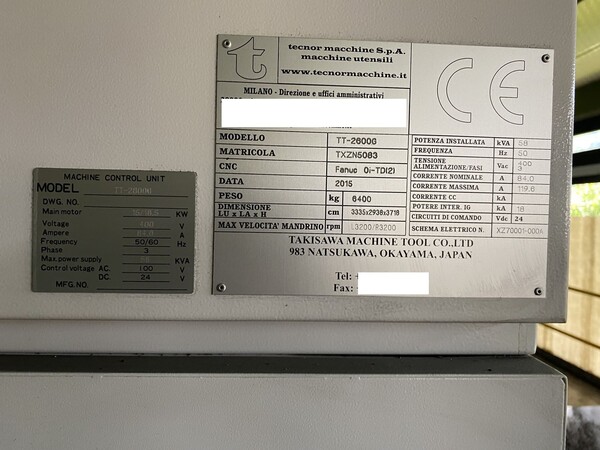 MACHINE CONTROL UNIT
MODEL TT-2600G
DWG. NO.
Main motor KW
Voltage V
Ampere A
Frequency 50/60 Hz
Phase 3
Max. power supply KVA
Control voltage AC. 100 V
DC. 24 V
MFG. NO.
t
tecnor macchine S.p.A.
macchine utensili
www.tecnormacchine.it
MILANO - Direzione e uffici amministrativi
CE
MODELLO TT-2600G
MATRICOLA TXZN5083
CNC Fanuc 0i-TD(2)
DATA 2015
PESO kg 6400
DIMENSIONE LU x LA x H cm 3335x2938x3718
MAX VELOCITA' MANDRINO rpm L3200/R3200
POTENZA INSTALLATA kVA 58
FREQUENZA Hz 50
TENSIONE ALIMENTAZIONE/FASI Vac 400 3
CORRENTE NOMINALE A 84.0
CORRENTE MASSIMA A 119.6
CORRENTE CC kA
POTERE INTER. IG kA 18
CIRCUITI DI COMANDO Vdc 24
SCHEMA ELETTRICO N. XZ70001-0006
TAKISAWA MACHINE TOOL CO.,LTD
983 NATSUKAWA, OKAYAMA, JAPAN
Tel:
Fax: